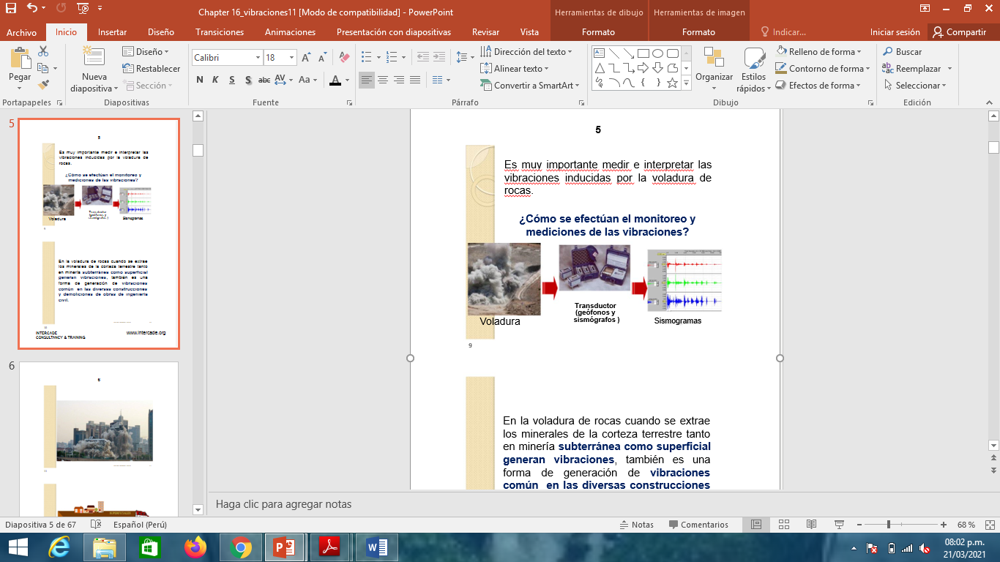 Chapter 16_vibraciones11 [Modo de compatibilidad] - PowerPoint
Herramientas de dibujo
Herramientas de imagen
Archivo
Inicio
Insertar
Diseño
Transiciones
Animaciones
Presentación con diapositivas
Revisar
Vista
Formato
Formato
Indicar...
Iniciar sesión
Compartir
Pegar
Nueva
diapositiva
Diseño
Restablecer
Sección
Calibri
18
N K S S abc AV Aa A
Dirección del texto
Alinear texto
Convertir a SmartArt
Organizar
Estilos
rápidos
Relleno de forma
Contorno de forma
Efectos de forma
Buscar
Reemplazar
Seleccionar
Portapapeles
Diapositivas
Fuente
Párrafo
Dibujo
Edición
5
5
Es muy importante medir e interpretar las
vibraciones inducidas por la voladura de
rocas.
¿Cómo se efectúan el monitoreo y
mediciones de las vibraciones?
Voladura
Transductor
(geófonos y
sismógrafos )
Sismogramas
9
En la voladura de rocas cuando se extrae
los minerales de la corteza terrestre tanto
en minería subterránea como superficial
generan vibraciones, también es una
forma de generación de vibraciones
común en las diversas construcciones
y demoliciones de obras de ingeniería
civil.
10
INTERCADE
CONSULTANCY & TRAINING
www.intercade.org
6
6
11
5
Es muy importante medir e interpretar las
vibraciones inducidas por la voladura de
rocas.
¿Cómo se efectúan el monitoreo y
mediciones de las vibraciones?
Voladura
Transductor
(geófonos y
sismógrafos )
Sismogramas
9
En la voladura de rocas cuando se extrae
los minerales de la corteza terrestre tanto
en minería subterránea como superficial
generan vibraciones, también es una
forma de generación de vibraciones
común en las diversas construcciones
Haga clic para agregar notas
Diapositiva 5 de 67
Español (Perú)
Notas
Comentarios
68 %
08:02 p.m.
21/03/2021